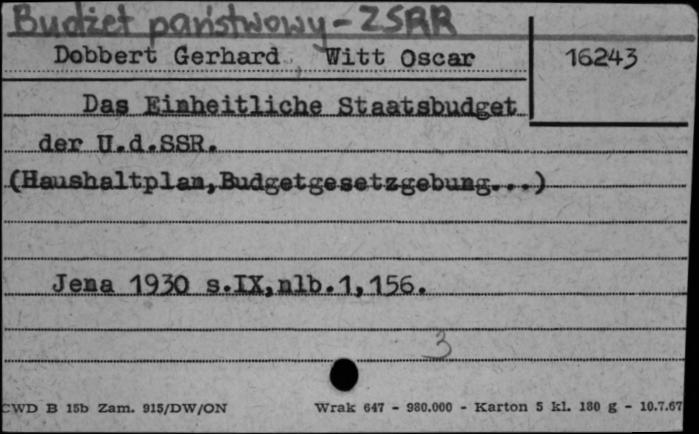 Budżet państwowy - ZSRR
Dobbert Gerhard, Witt Oscar
16243
Das Einheitliche Staatsbudget
der U.d.SSR.
(Haushaltplan,Budgetgesetzgebung...)
Jena 1930 s.IX,nlb.1,156.
3
CWD B 15b Zam. 915/DW/ON Wrak 647 - 980.000 - Karton 5 kl. 180 g - 10.7.67